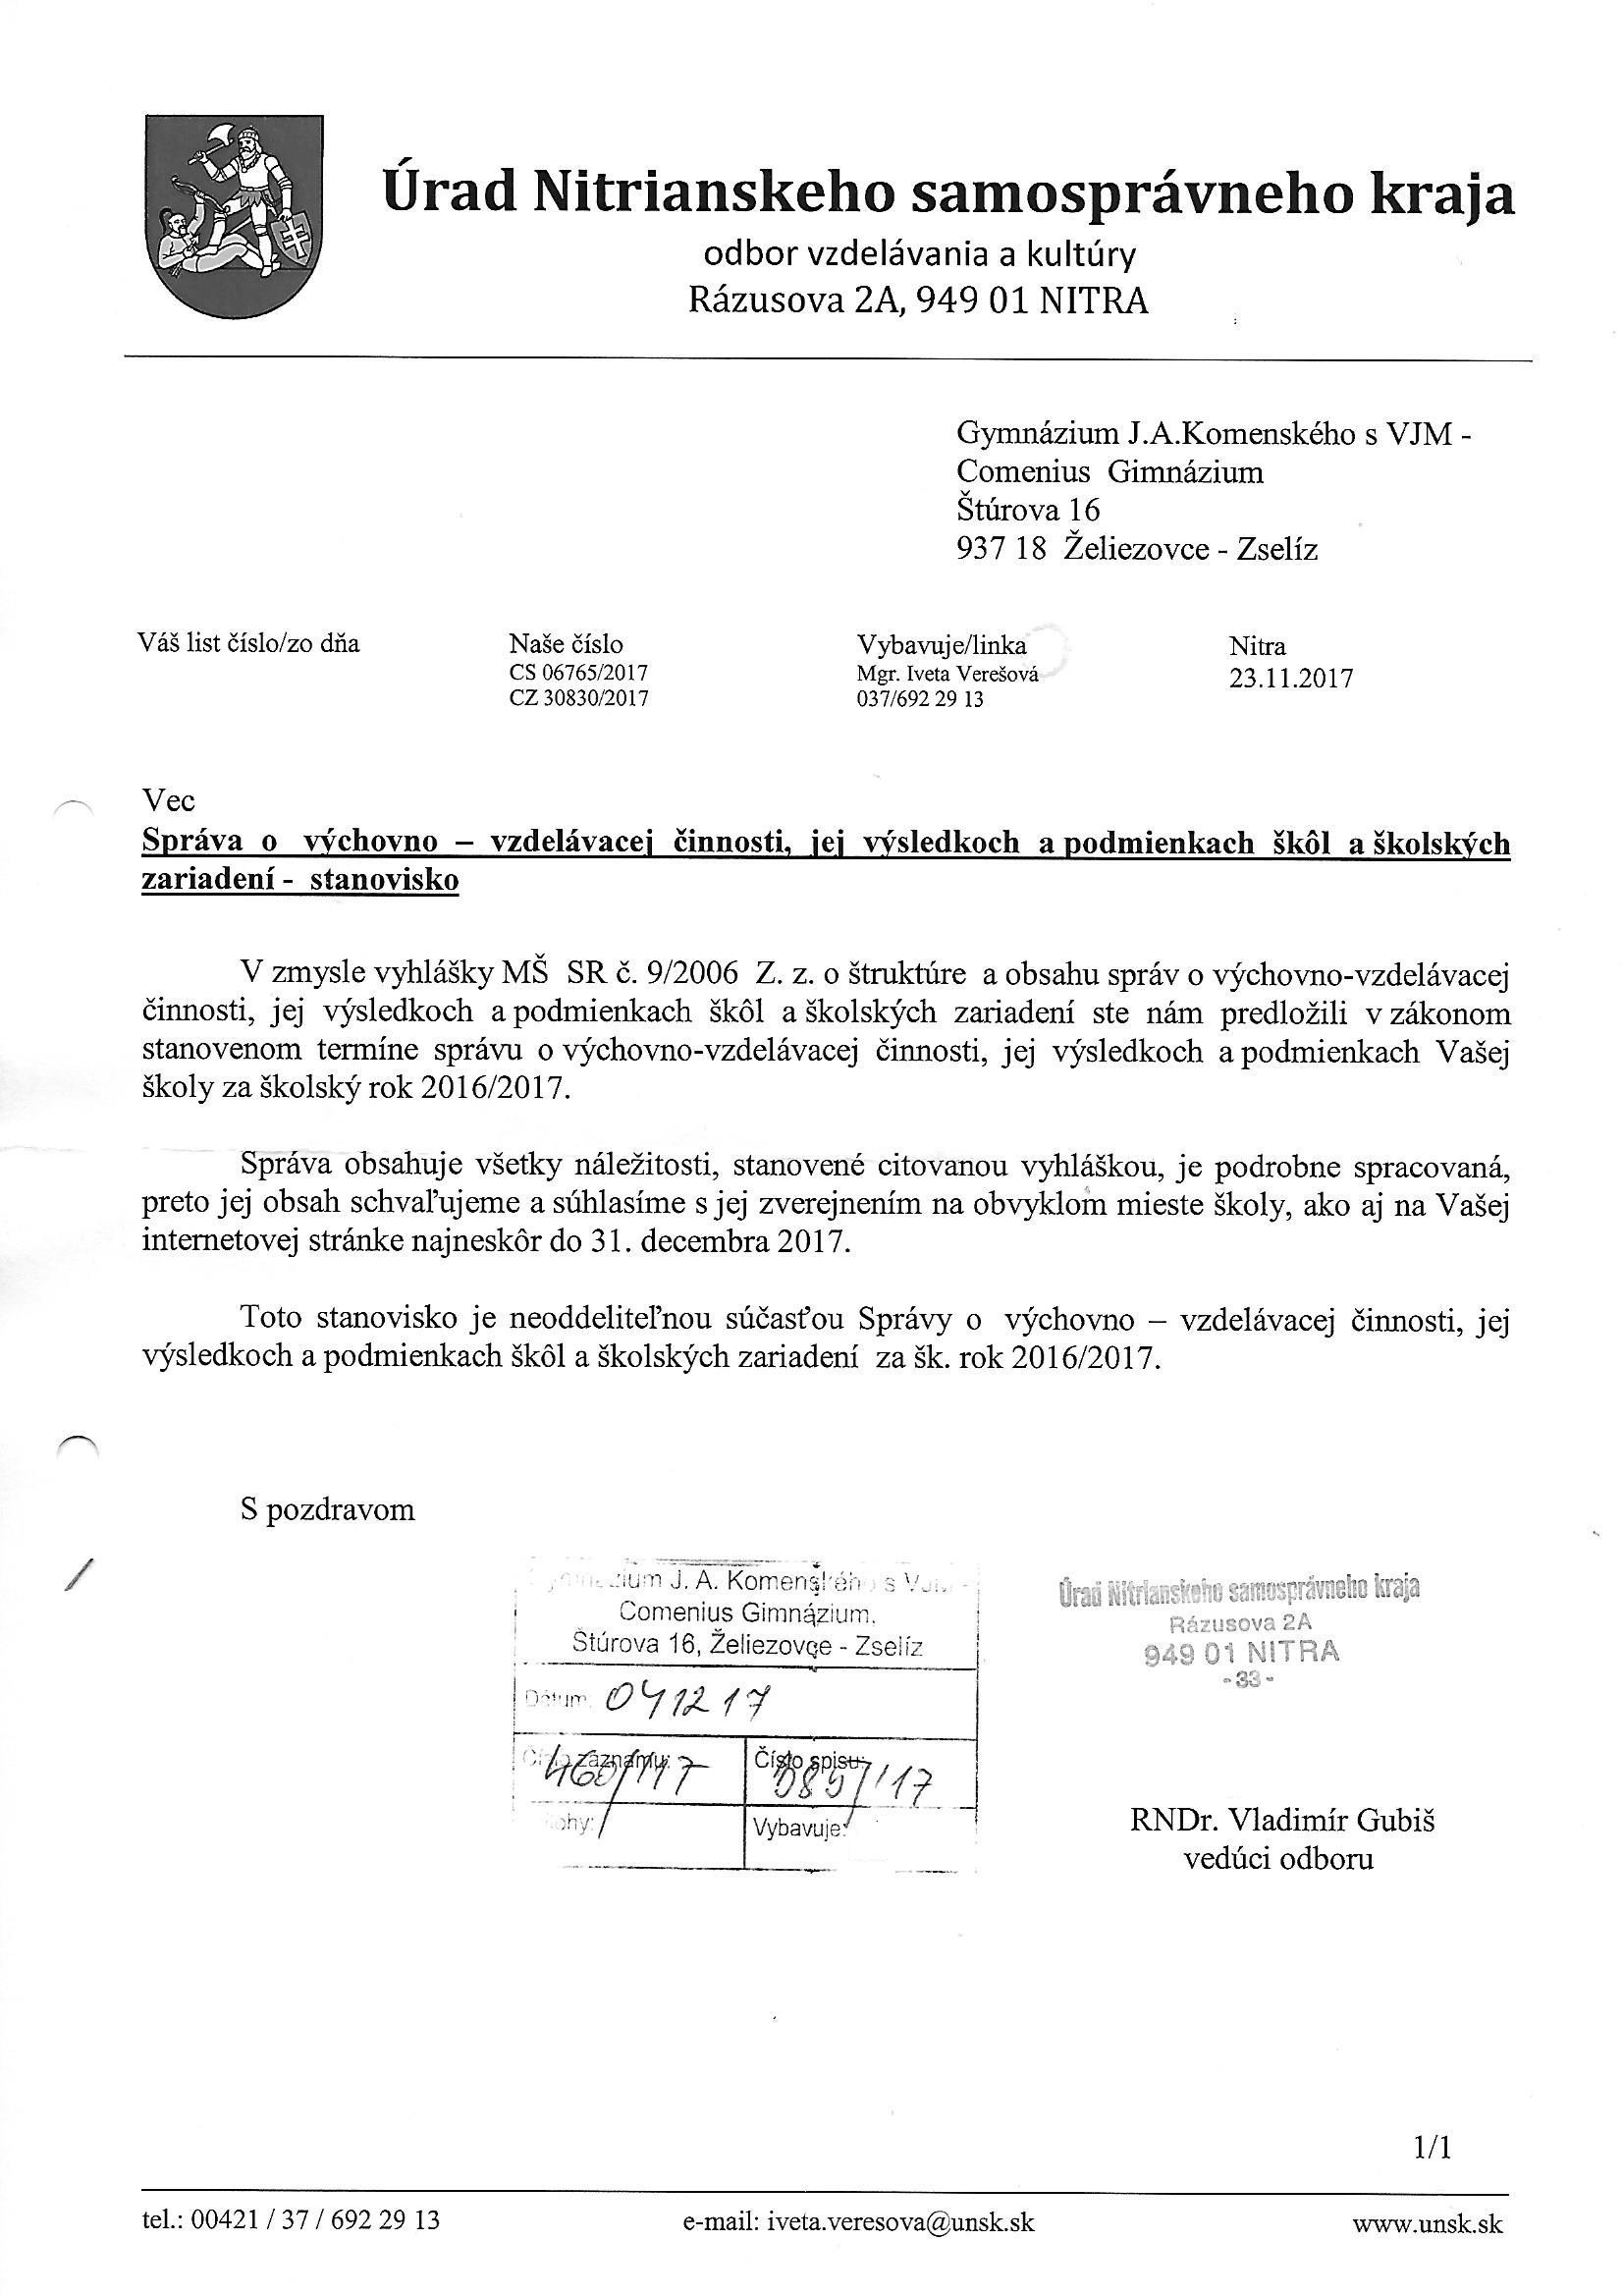 Úrad Nitrianskeho samosprávneho kraja
odbor vzdelávania a kultúry
Rázusova 2A, 949 01 NITRA
Gymnázium J.A.Komenského s VJM -
Comenius Gimnázium
Štúrova 16
937 18 Želiezovce - Zselíz
Váš list číslo/zo dňa
Naše číslo
CS 06765/2017
CZ 30830/2017
Vybavuje/linka
Mgr. Iveta Verešová
037/692 29 13
Nitra
23.11.2017
Vec
Správa o výchovno – vzdelávacej činnosti, jej výsledkoch a podmienkach škôl a školských
zariadení - stanovisko
V zmysle vyhlášky MŠ SR č. 9/2006 Z. z. o štruktúre a obsahu správ o výchovno-vzdelávacej
činnosti, jej výsledkoch a podmienkach škôl a školských zariadení ste nám predložili v zákonom
stanovenom termíne správu o výchovno-vzdelávacej činnosti, jej výsledkoch a podmienkach Vašej
školy za školský rok 2016/2017.
Správa obsahuje všetky náležitosti, stanovené citovanou vyhláškou, je podrobne spracovaná,
preto jej obsah schvaľujeme a súhlasíme s jej zverejnením na obvyklom mieste školy, ako aj na Vašej
internetovej stránke najneskôr do 31. decembra 2017.
Toto stanovisko je neoddeliteľnou súčasťou Správy o výchovno – vzdelávacej činnosti, jej
výsledkoch a podmienkach škôl a školských zariadení za šk. rok 2016/2017.
S pozdravom
J. A. Komenského s VJM -
Comenius Gimnázium,
Štúrova 16, Želiezovce - Zselíz
Dátum: 041217
Číslo záznamu:
Číslo spisu:
Vybavuje:
Úrad Nitrianskeho samosprávneho kraja
Rázusova 2A
949 01 NITRA
- 33 -
RNDr. Vladimír Gubiš
vedúci odboru
1/1
tel.: 00421 / 37 / 692 29 13
e-mail: iveta.veresova@unsk.sk
www.unsk.sk